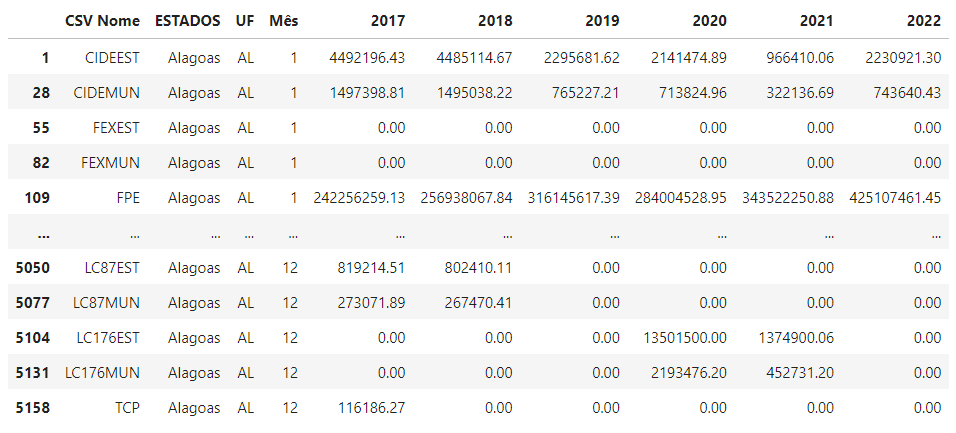 CSV Nome ESTADOS UF Mês 2017 2018 2019 2020 2021 2022
1 CIDEEST Alagoas AL 1 4492196.43 4485114.67 2295681.62 2141474.89 966410.06 2230921.30
28 CIDEMUN Alagoas AL 1 1497398.81 1495038.22 765227.21 713824.96 322136.69 743640.43
55 FEXEST Alagoas AL 1 0.00 0.00 0.00 0.00 0.00 0.00
82 FEXMUN Alagoas AL 1 0.00 0.00 0.00 0.00 0.00 0.00
109 FPE Alagoas AL 1 242256259.13 256938067.84 316145617.39 284004528.95 343522250.88 425107461.45
... ... ... ... ... ... ... ... ... ... ...
5050 LC87EST Alagoas AL 12 819214.51 802410.11 0.00 0.00 0.00 0.00
5077 LC87MUN Alagoas AL 12 273071.89 267470.41 0.00 0.00 0.00 0.00
5104 LC176EST Alagoas AL 12 0.00 0.00 0.00 13501500.00 1374900.06 0.00
5131 LC176MUN Alagoas AL 12 0.00 0.00 0.00 2193476.20 452731.20 0.00
5158 TCP Alagoas AL 12 116186.27 0.00 0.00 0.00 0.00 0.00